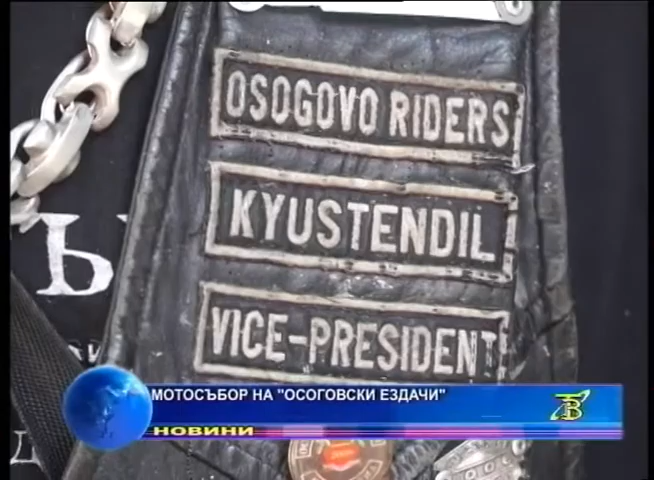 OSOGOVO RIDERS
KYUSTENDIL
VICE-PRESIDENT
Ъ
МОТОСЪБОР НА "ОСОГОВСКИ ЕЗДАЧИ"
НОВИНИ